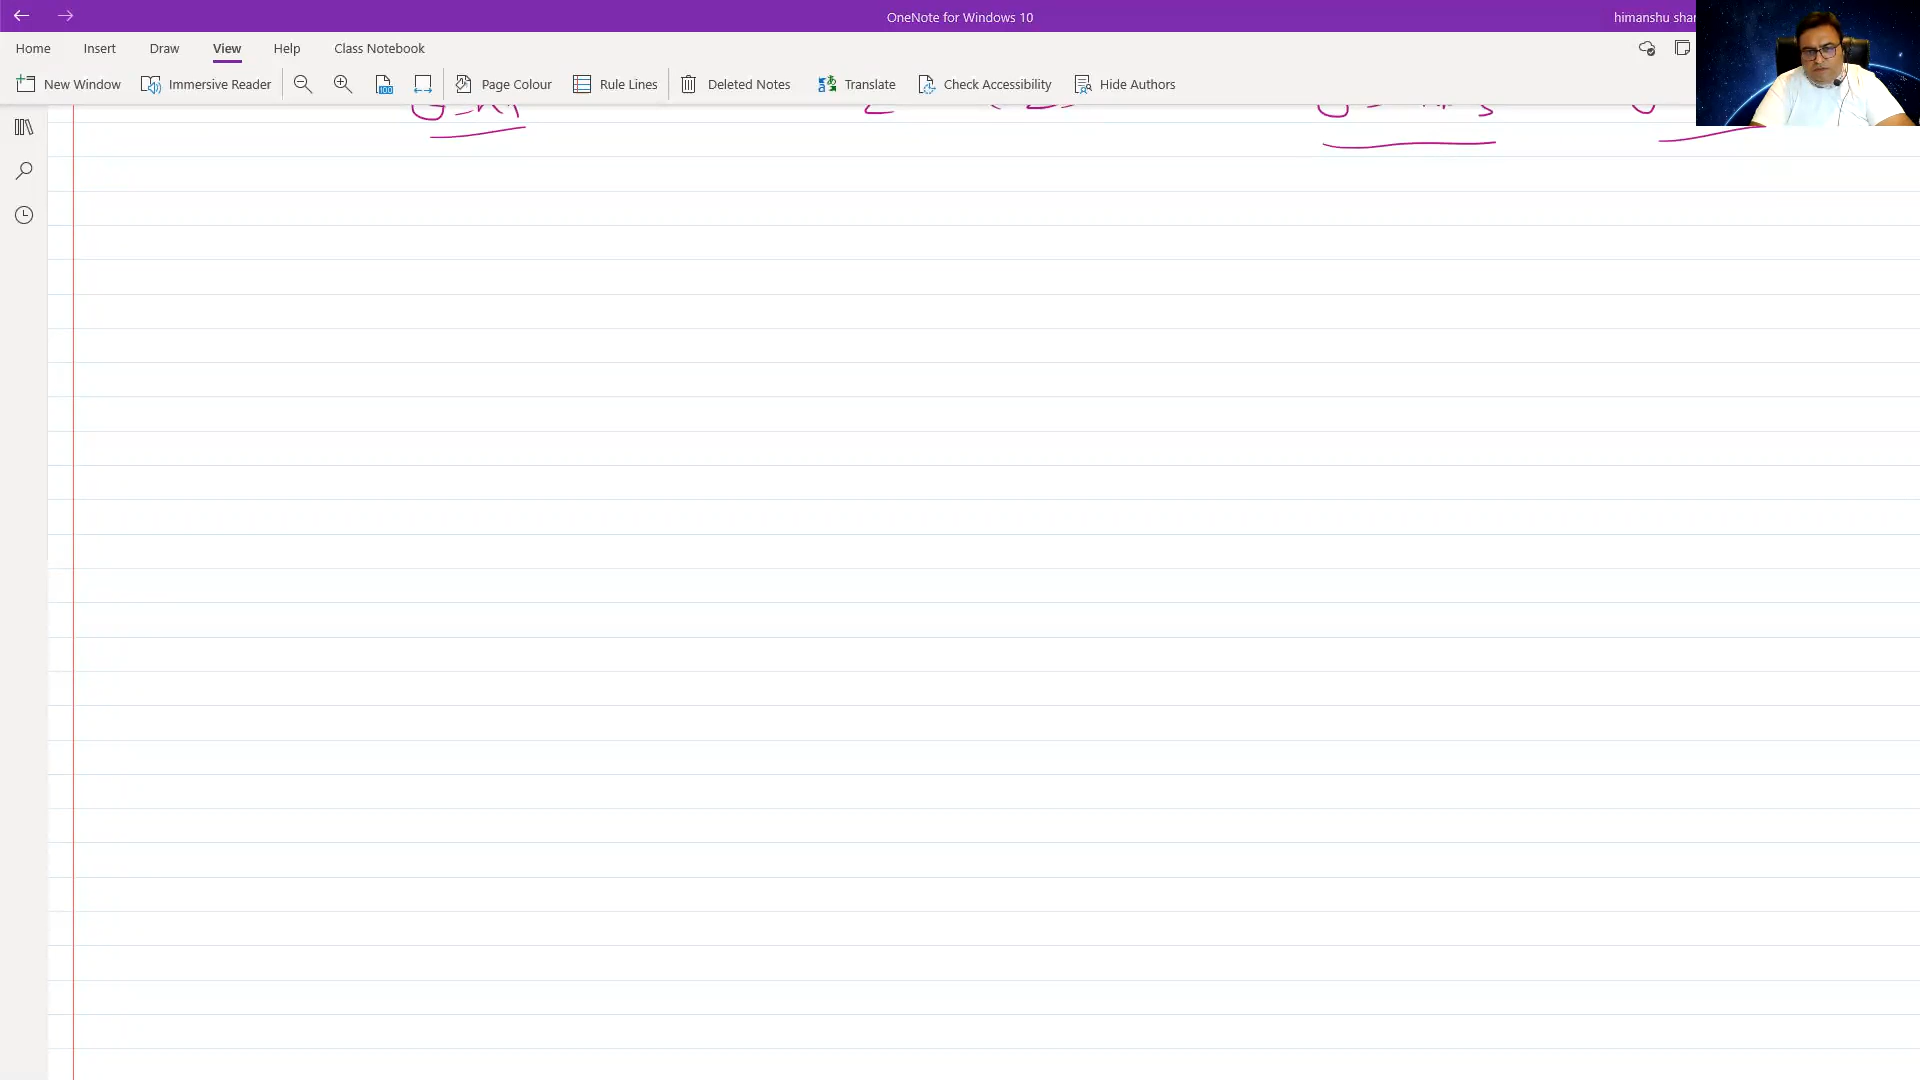 OneNote for Windows 10
himanshu shar
Home Insert Draw View Help Class Notebook
New Window Immersive Reader 100 Page Colour Rule Lines Deleted Notes Translate Check Accessibility Hide Authors